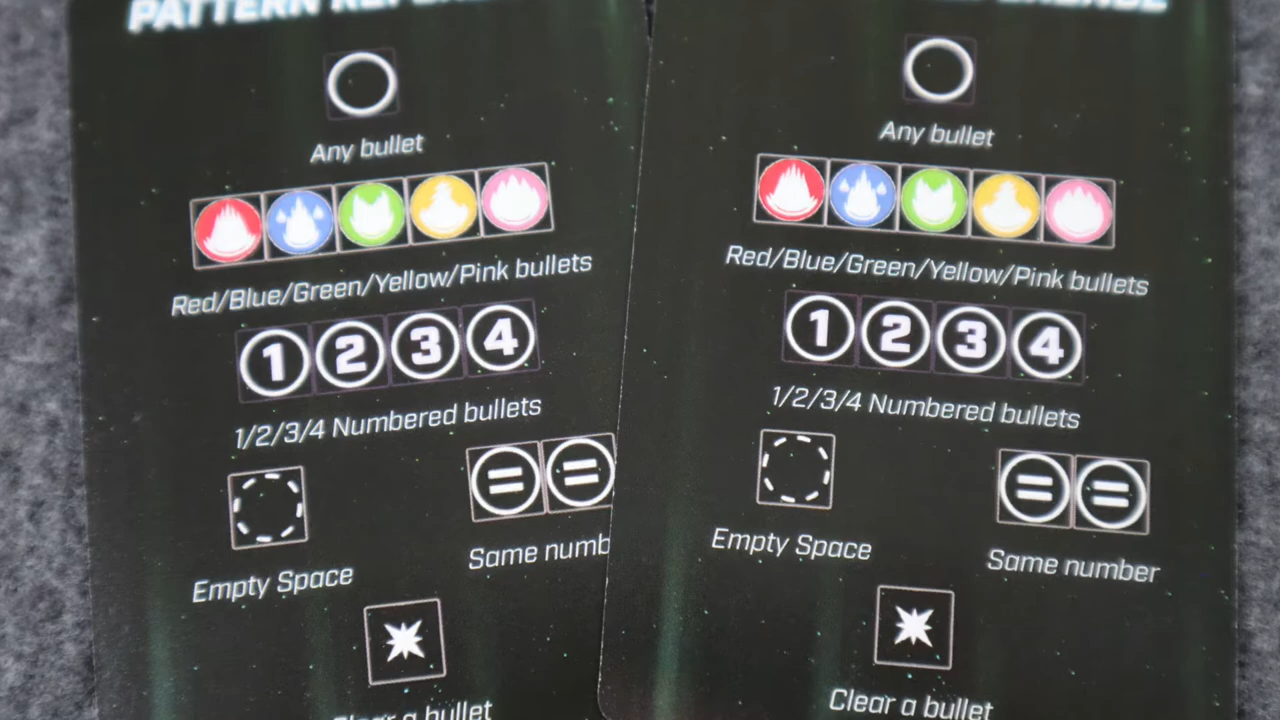 PATTERN
Any bullet
Red/Blue/Green/Yellow/Pink bullets
1 2 3 4
1/2/3/4 Numbered bullets
= =
Empty Space
Same numb
Clear a bullet
Any bullet
Red/Blue/Green/Yellow/Pink bullets
1 2 3 4
1/2/3/4 Numbered bullets
= =
Empty Space
Same number
Clear a bullet